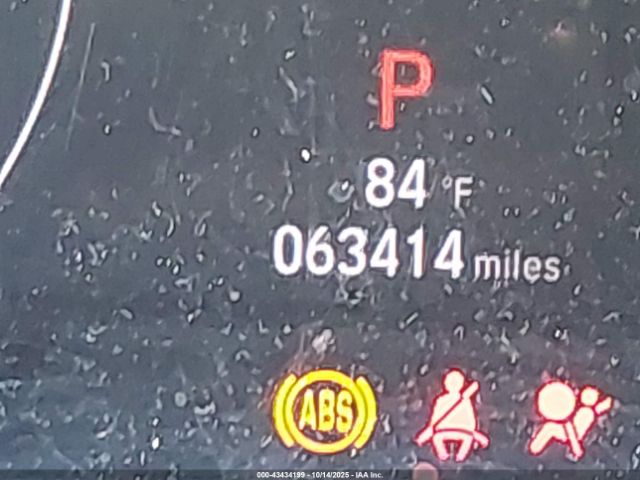 P
84 °F
063414 miles
ABS
000-43434199 - 10/14/2025 - IAA Inc.